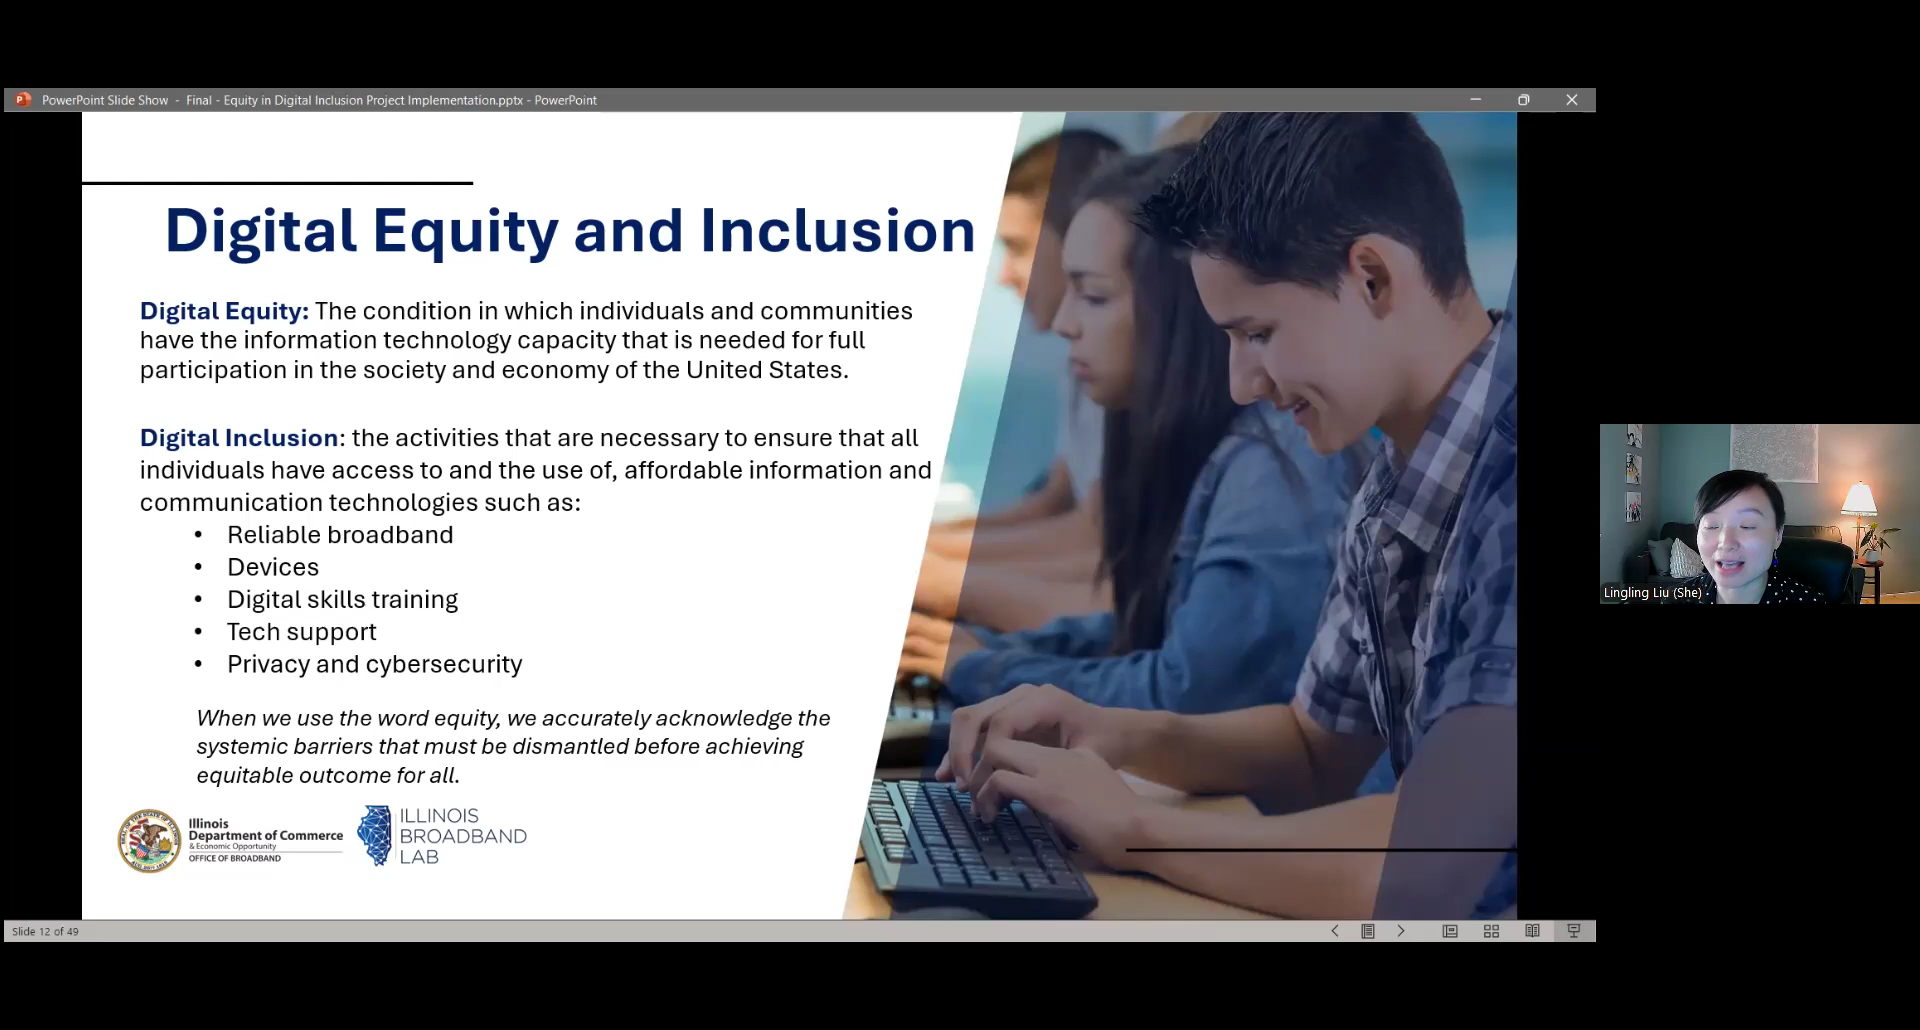 PowerPoint Slide Show - Final - Equity in Digital Inclusion Project Implementation.pptx - PowerPoint
Digital Equity and Inclusion
Digital Equity: The condition in which individuals and communities
have the information technology capacity that is needed for full
participation in the society and economy of the United States.
Digital Inclusion: the activities that are necessary to ensure that all
individuals have access to and the use of, affordable information and
communication technologies such as:
• Reliable broadband
• Devices
• Digital skills training
• Tech support
• Privacy and cybersecurity
When we use the word equity, we accurately acknowledge the
systemic barriers that must be dismantled before achieving
equitable outcome for all.
Illinois
Department of Commerce
& Economic Opportunity
OFFICE OF BROADBAND
ILLINOIS
BROADBAND
LAB
Lingling Liu (She)
Slide 12 of 49